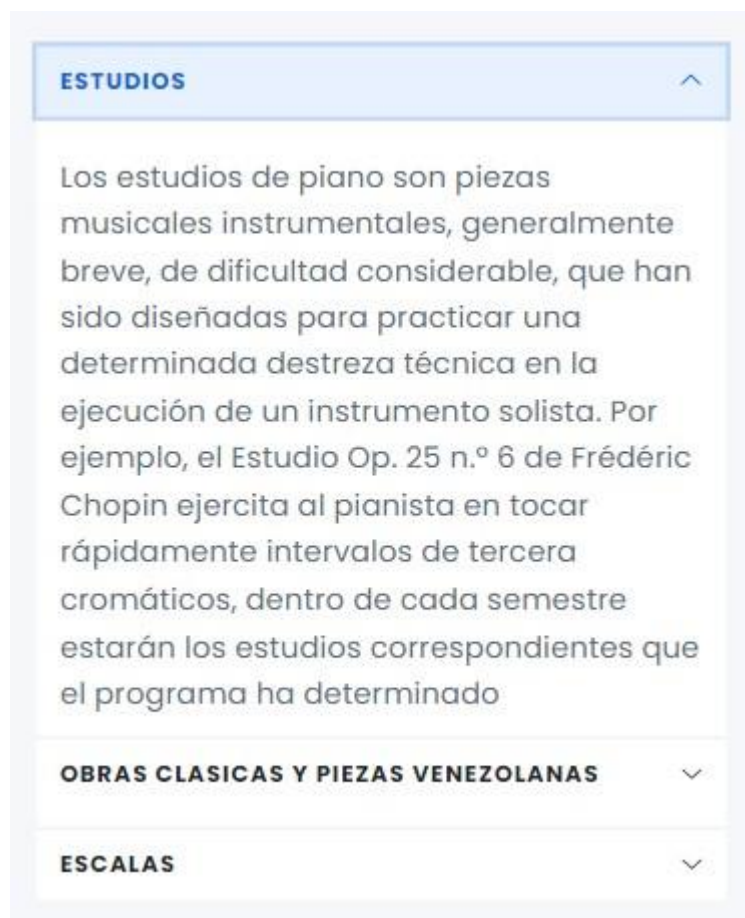 ESTUDIOS
Los estudios de piano son piezas
musicales instrumentales, generalmente
breve, de dificultad considerable, que han
sido diseñadas para practicar una
determinada destreza técnica en la
ejecución de un instrumento solista. Por
ejemplo, el Estudio Op. 25 n.º 6 de Frédéric
Chopin ejercita al pianista en tocar
rápidamente intervalos de tercera
cromáticos, dentro de cada semestre
estarán los estudios correspondientes que
el programa ha determinado
OBRAS CLASICAS Y PIEZAS VENEZOLANAS
ESCALAS